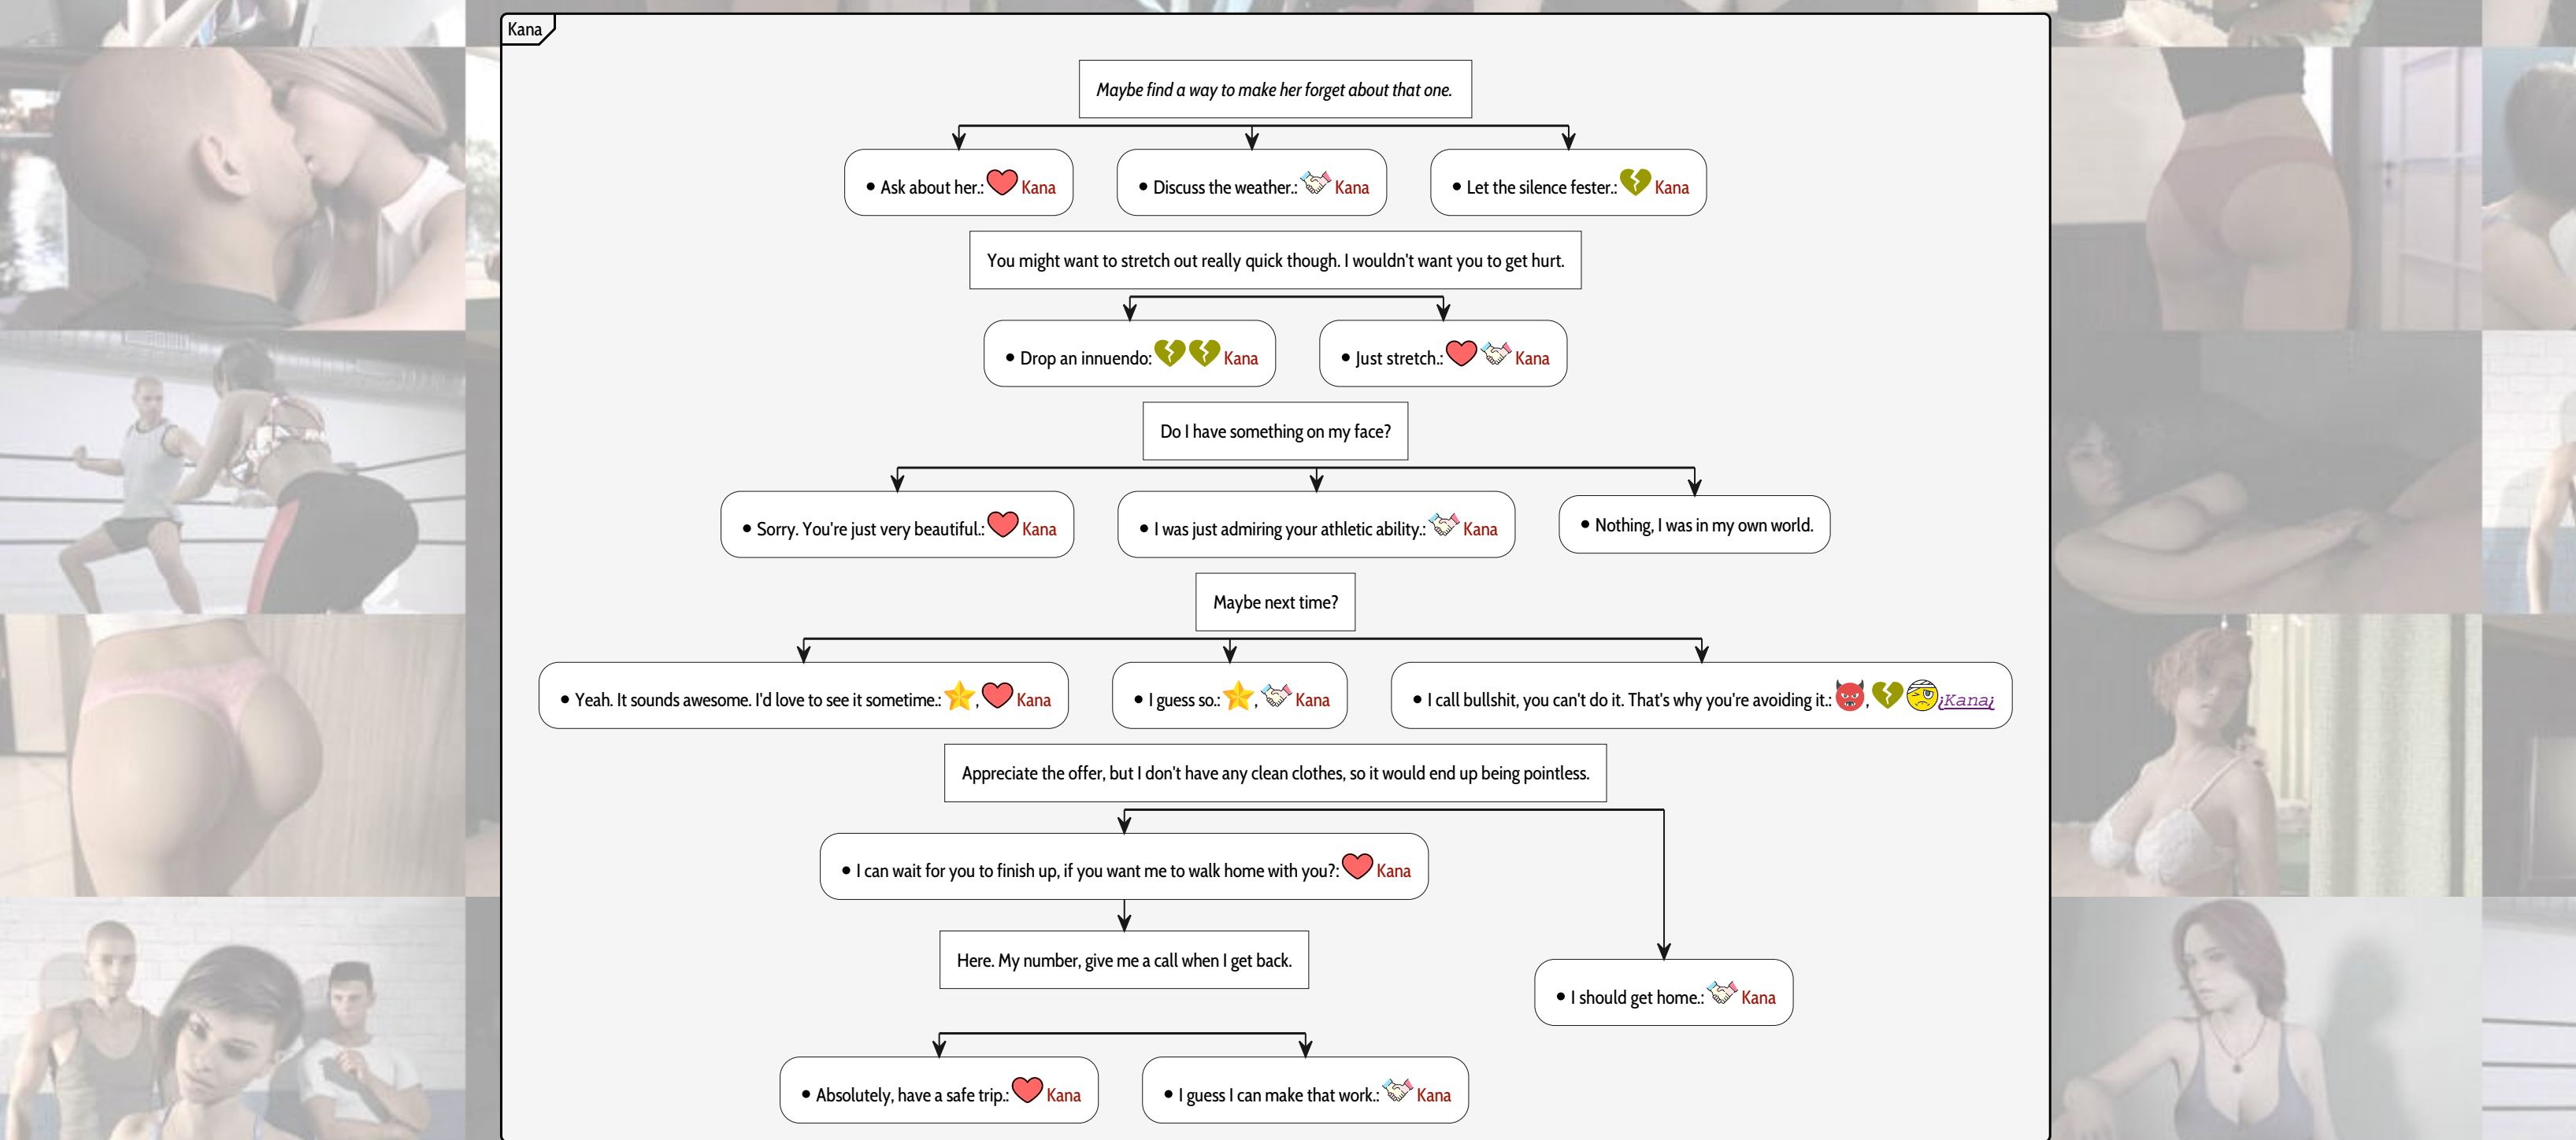 Kana
Maybe find a way to make her forget about that one.
• Ask about her.: Kana
• Discuss the weather.: Kana
• Let the silence fester.: Kana
You might want to stretch out really quick though. I wouldn't want you to get hurt.
• Drop an innuendo: Kana
• Just stretch.: Kana
Do I have something on my face?
• Sorry. You're just very beautiful.: Kana
• I was just admiring your athletic ability.: Kana
• Nothing, I was in my own world.
Maybe next time?
• Yeah. It sounds awesome. I'd love to see it sometime.: , Kana
• I guess so.: , Kana
• I call bullshit, you can't do it. That's why you're avoiding it.: , ¿Kana¿
Appreciate the offer, but I don't have any clean clothes, so it would end up being pointless.
• I can wait for you to finish up, if you want me to walk home with you?: Kana
Here. My number, give me a call when I get back.
• I should get home.: Kana
• Absolutely, have a safe trip.: Kana
• I guess I can make that work.: Kana